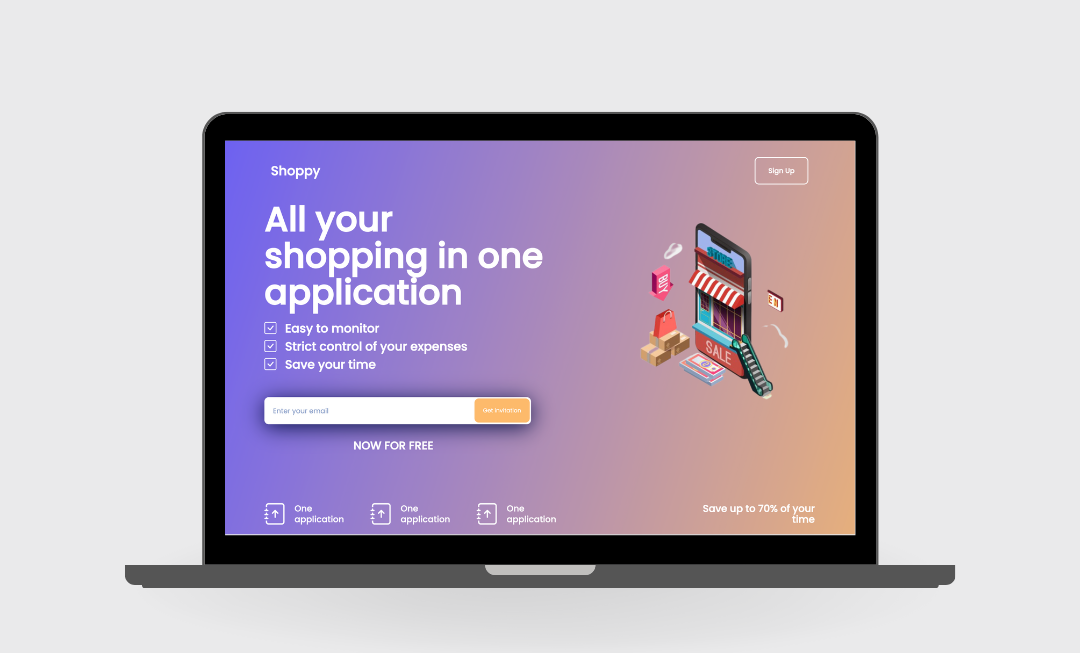 Shoppy
Sign Up
All your
shopping in one
application
Easy to monitor
Strict control of your expenses
Save your time
Enter your email
Get Invitation
NOW FOR FREE
BUY
SALE
One
application
One
application
One
application
Save up to 70% of your
time